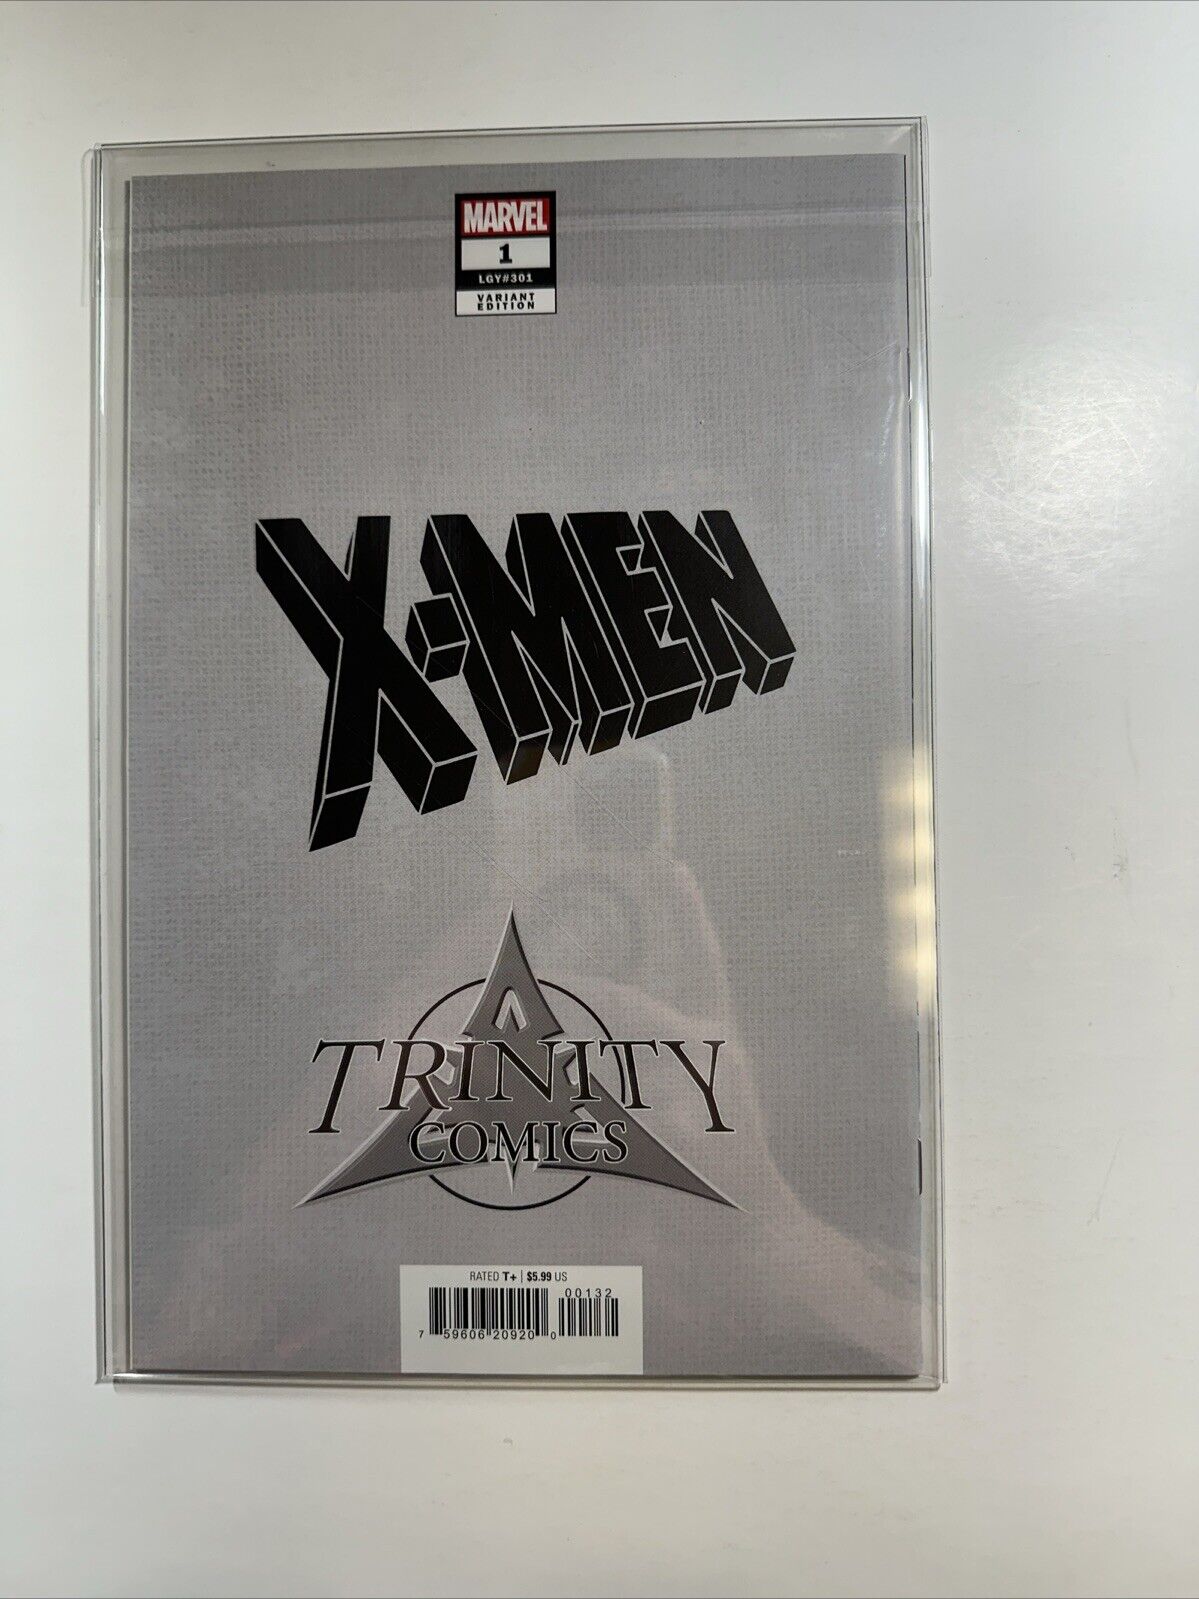 MARVEL
1
LGY#301
VARIANT
EDITION
X-MEN
TRINITY
COMICS
RATED T+ | $5.99 US
00132
7 59606 20920 0